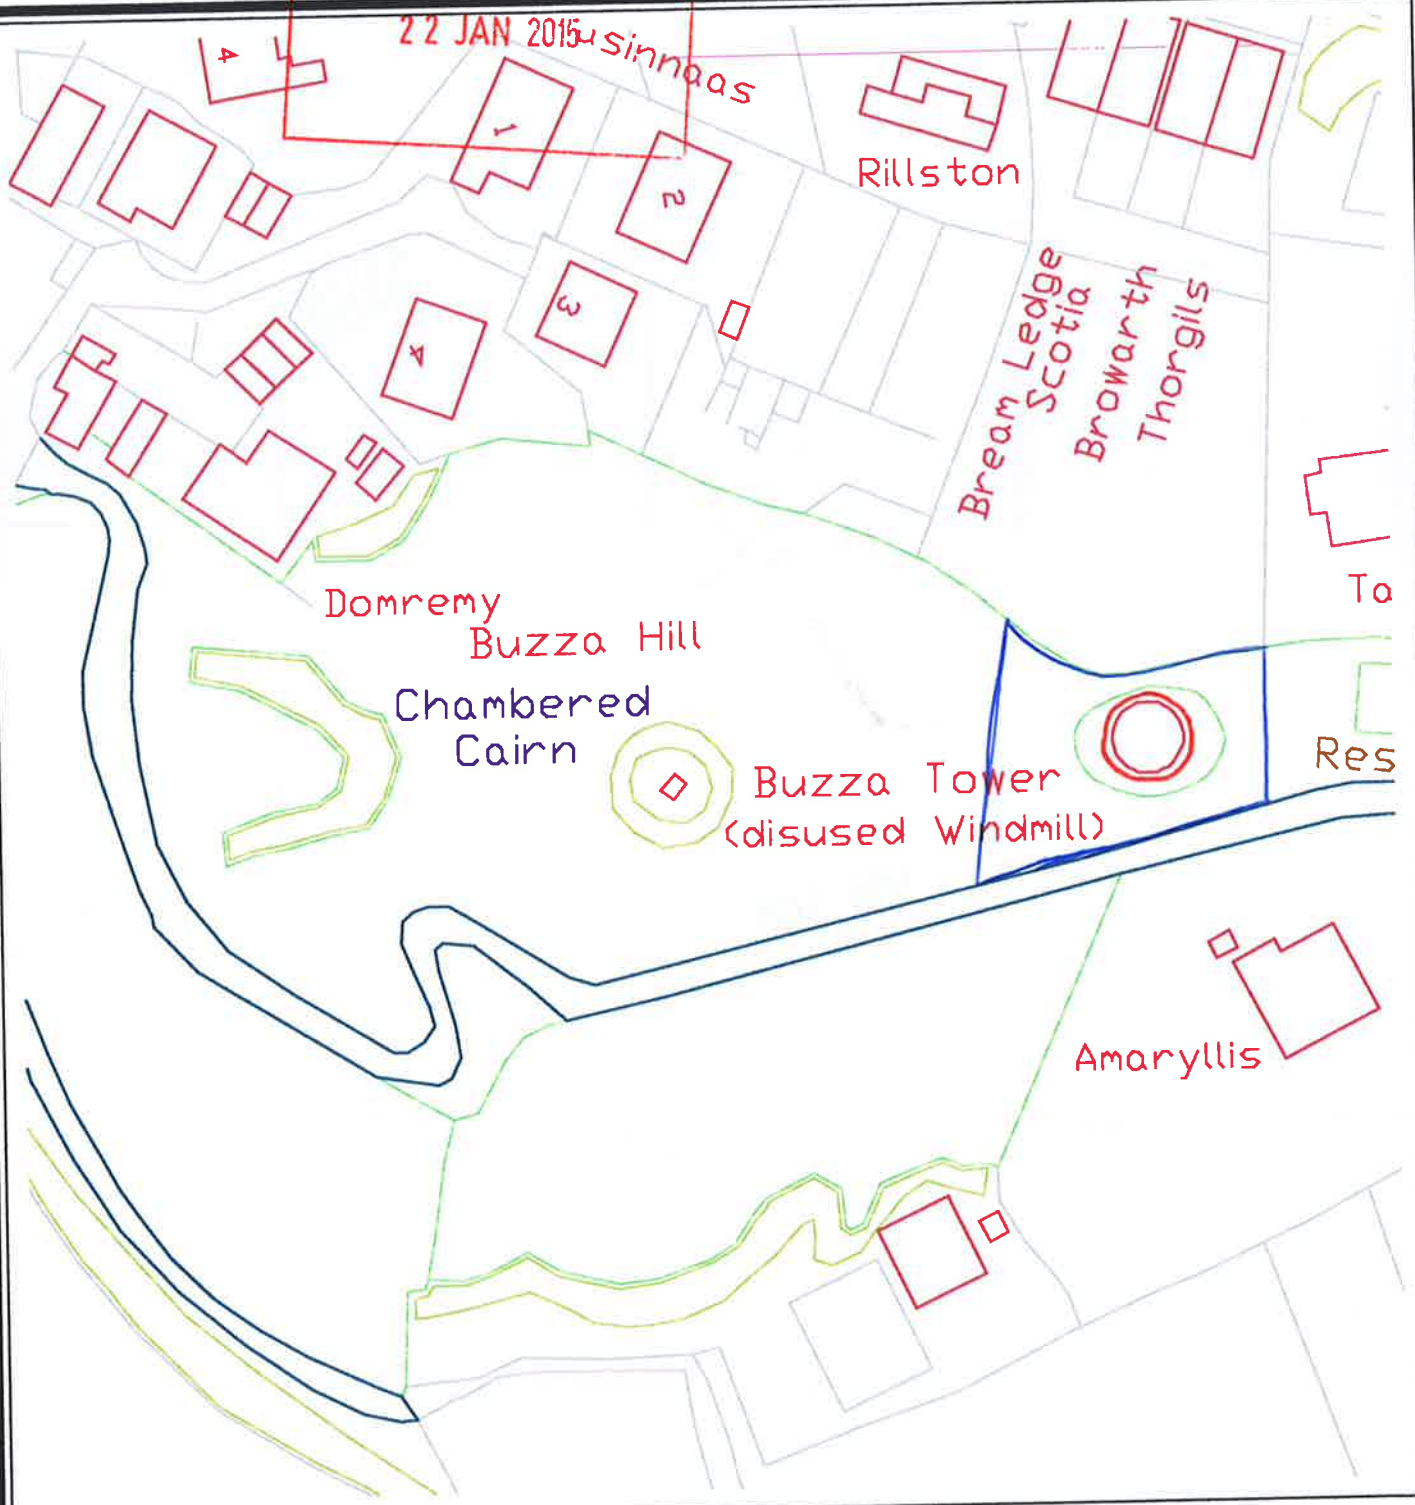 22 JAN 2015
sinnaas
4
1
2
Rillston
3
4
Bream Ledge
Scotia
Browarth
Thorgils
Ta
Domremy
Buzza Hill
Chambered
Cairn
Buzza Tower
(disused Windmill)
Res
Amaryllis